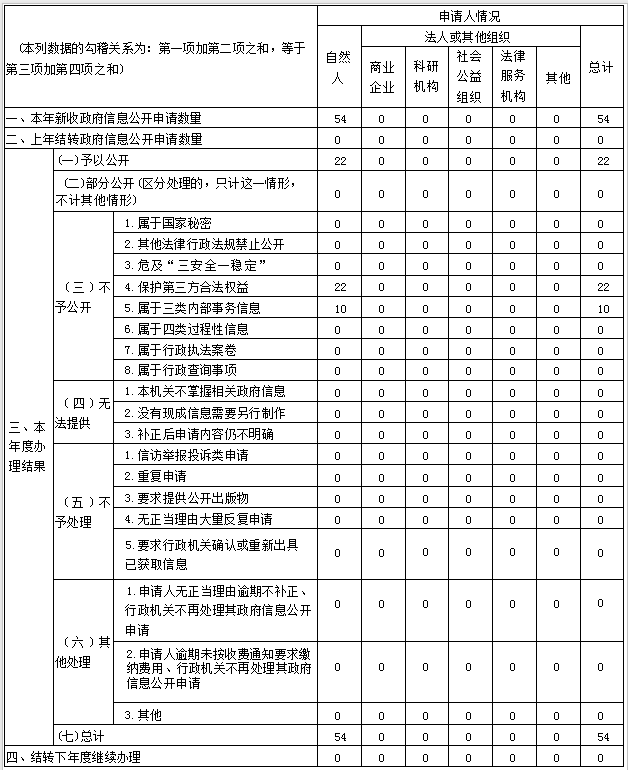 (本列数据的勾稽关系为：第一项加第二项之和，等于
第三项加第四项之和)
申请人情况
自然
人
法人或其他组织
总计
商业
企业
科研
机构
社会
公益
组织
法律
服务
机构
其他
一、本年新收政府信息公开申请数量 54 0 0 0 0 0 54
二、上年结转政府信息公开申请数量 0 0 0 0 0 0 0
三、本
年度办
理结果
(一)予以公开 22 0 0 0 0 0 22
(二)部分公开(区分处理的，只计这一情形，
不计其他情形) 0 0 0 0 0 0 0
(三)不
予公开
1.属于国家秘密 0 0 0 0 0 0 0
2.其他法律行政法规禁止公开 0 0 0 0 0 0 0
3.危及“三安全一稳定” 0 0 0 0 0 0 0
4.保护第三方合法权益 22 0 0 0 0 0 22
5.属于三类内部事务信息 10 0 0 0 0 0 10
6.属于四类过程性信息 0 0 0 0 0 0 0
7.属于行政执法案卷 0 0 0 0 0 0 0
8.属于行政查询事项 0 0 0 0 0 0 0
(四)无
法提供
1.本机关不掌握相关政府信息 0 0 0 0 0 0 0
2.没有现成信息需要另行制作 0 0 0 0 0 0 0
3.补正后申请内容仍不明确 0 0 0 0 0 0 0
(五)不
予处理
1.信访举报投诉类申请 0 0 0 0 0 0 0
2.重复申请 0 0 0 0 0 0 0
3.要求提供公开出版物 0 0 0 0 0 0 0
4.无正当理由大量反复申请 0 0 0 0 0 0 0
5.要求行政机关确认或重新出具
已获取信息 0 0 0 0 0 0 0
(六)其
他处理
1.申请人无正当理由逾期不补正、
行政机关不再处理其政府信息公开
申请 0 0 0 0 0 0 0
2.申请人逾期未按收费通知要求缴
纳费用、行政机关不再处理其政府
信息公开申请 0 0 0 0 0 0 0
3.其他 0 0 0 0 0 0 0
(七)总计 54 0 0 0 0 0 54
四、结转下年度继续办理 0 0 0 0 0 0 0